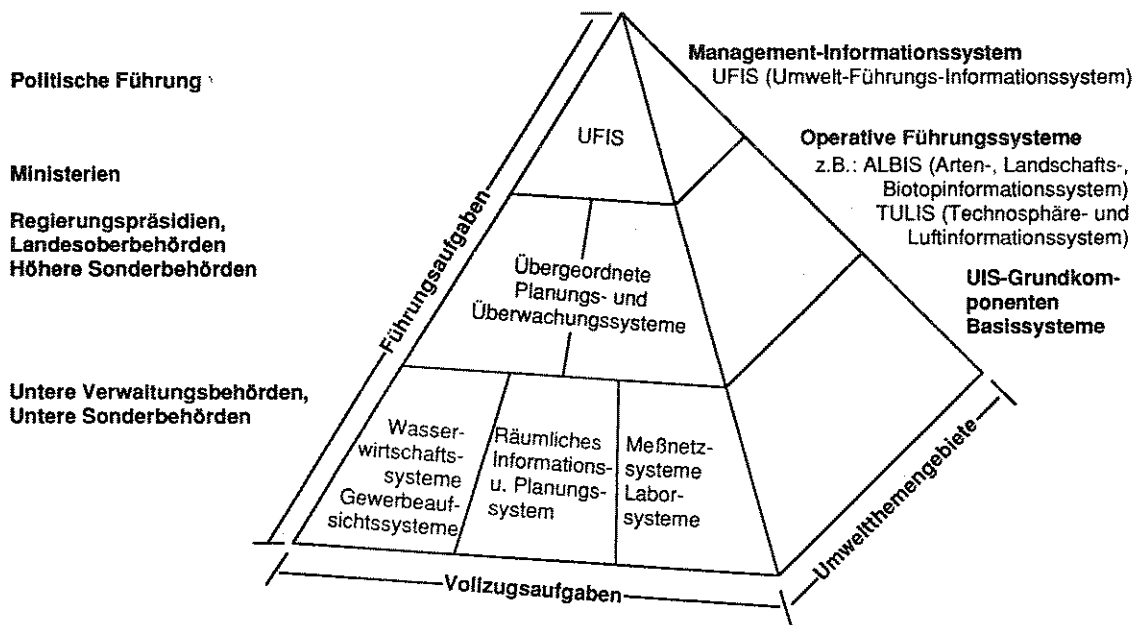 Politische Führung
Ministerien
Regierungspräsidien,
Landesoberbehörden
Höhere Sonderbehörden
Untere Verwaltungsbehörden,
Untere Sonderbehörden
Führungsaufgaben
UFIS
Übergeordnete
Planungs- und
Überwachungssysteme
Wasser-
wirtschafts-
systeme
Gewerbeauf-
sichtssysteme
Räumliches
Informations-
u. Planungs-
system
Meßnetz-
systeme
Labor-
systeme
Vollzugsaufgaben
Umweltthemengebiete
Management-Informationssystem
UFIS (Umwelt-Führungs-Informationssystem)
Operative Führungssysteme
z.B.: ALBIS (Arten-, Landschafts-,
Biotopinformationssystem)
TULIS (Technosphäre- und
Luftinformationssystem)
UIS-Grundkom-
ponenten
Basissysteme